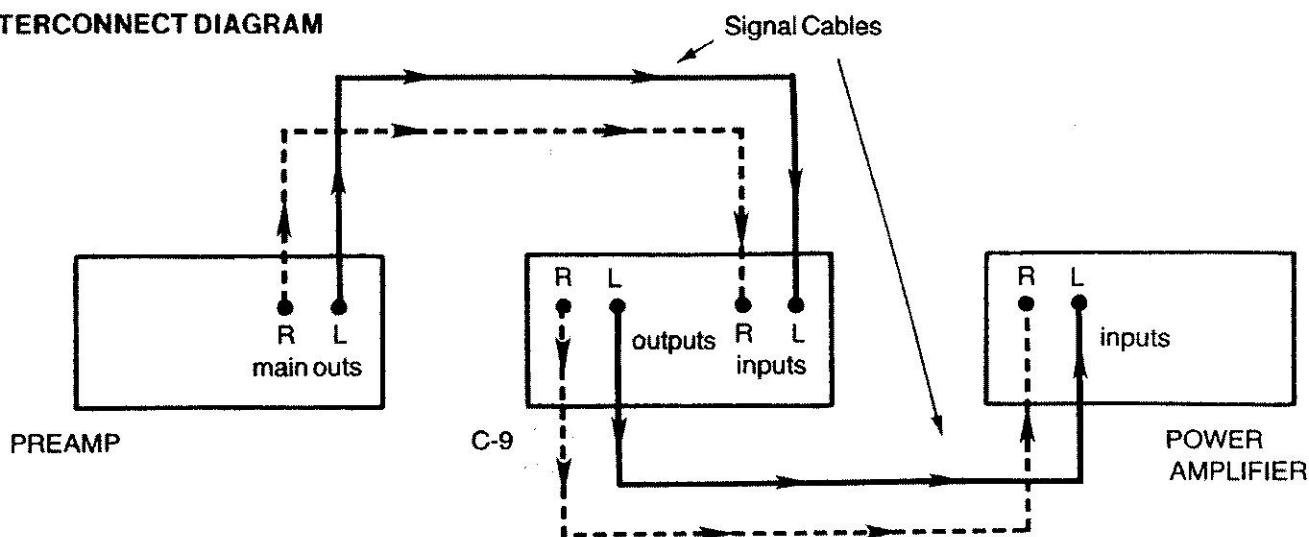 TERCONNECT DIAGRAM
Signal Cables
R L
main outs
PREAMP
R L
outputs
R L
inputs
C-9
R L
inputs
POWER
AMPLIFIER